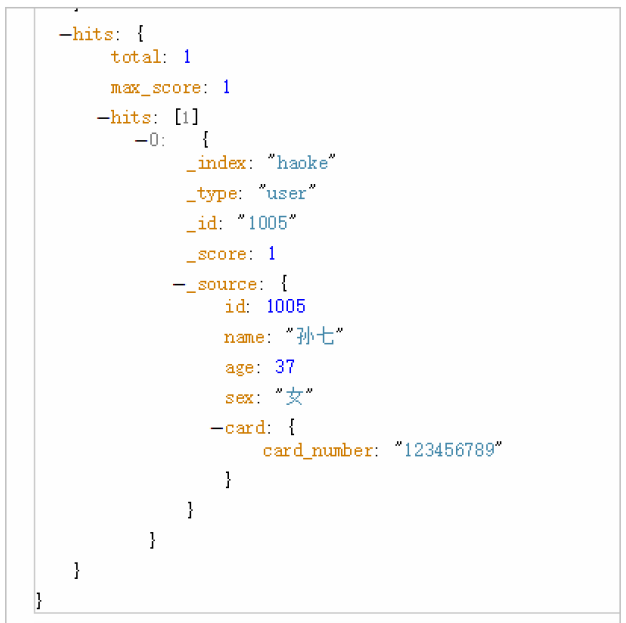 -hits: {
total: 1
max_score: 1
-hits: [1]
-0: {
_index: "haoke"
_type: "user"
_id: "1005"
_score: 1
-_source: {
id: 1005
name: "孙七"
age: 37
sex: "女"
-card: {
card_number: "123456789"
}
}
}
}
}